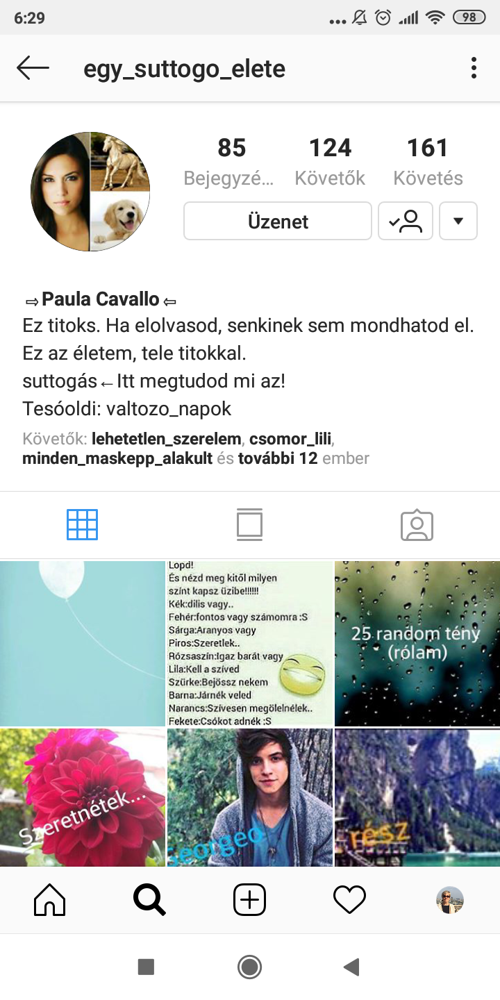 6:29
98
egy_suttogo_elete
85 124 161
Bejegyzé... Követők Követés
Üzenet
⇨Paula Cavallo⇦
Ez titoks. Ha elolvasod, senkinek sem mondhatod el.
Ez az életem, tele titokkal.
suttogás←Itt megtudod mi az!
Tesóoldi: valtozo_napok
Követők: lehetetlen_szerelem, csomor_lili,
minden_maskepp_alakult és további 12 ember
Lopd!
És nézd meg kitől milyen
színt kapsz üzibe!!!!!!
Kék:dilis vagy..
Fehér:fontos vagy számomra :S
Sárga:Aranyos vagy
Piros:Szeretlek..
Rózsaszín:Igaz barát vagy
Lila:Kell a szíved
Szürke:Bejössz nekem
Barna:Járnék veled
Narancs:Szívesen megölelnélek..
Fekete:Csókot adnék :S
25 random tény
(rólam)
Szeretnétek...
Georgeo
rész